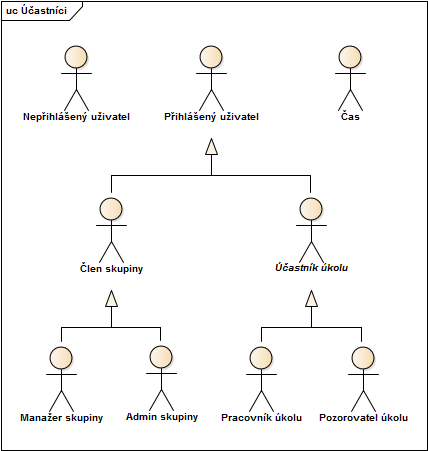 uc Účastníci
Nepřihlášený uživatel
Přihlášený uživatel
Čas
Člen skupiny
Účastník úkolu
Manažer skupiny
Admin skupiny
Pracovník úkolu
Pozorovatel úkolu